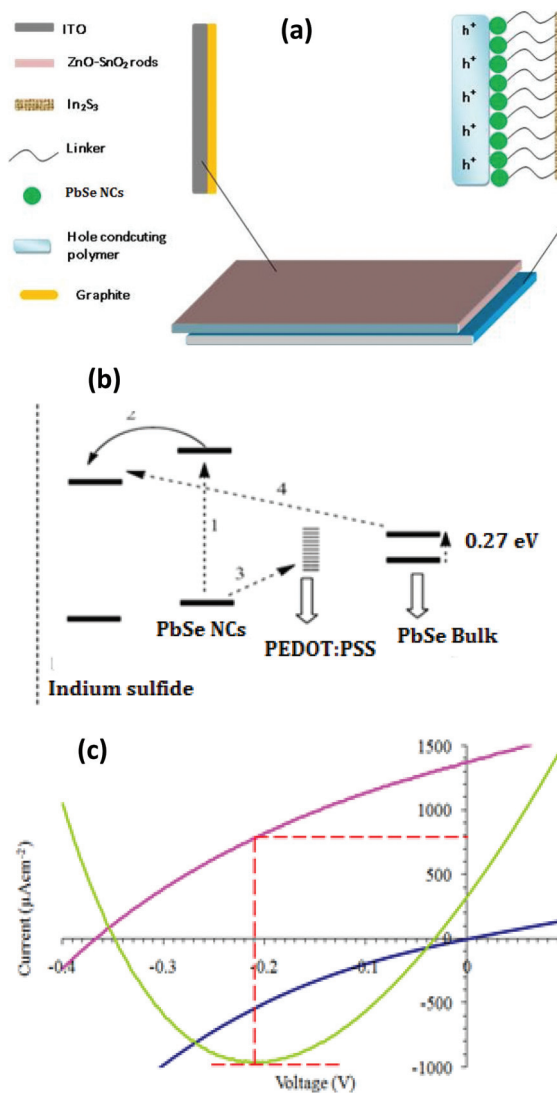 (a)
ITO
ZnO-SnO₂ rods
In₂S₃
Linker
PbSe NCs
Hole condcuting
polymer
Graphite
h⁺
h⁺
h⁺
h⁺
h⁺
(b)
2
4
1
3
0.27 eV
PbSe NCs
PEDOT:PSS
PbSe Bulk
Indium sulfide
(c)
1500
1000
500
0
-500
-1000
-0.4
-0.3
-0.2
0.1
0
Current (µAcm⁻²)
Voltage (V)